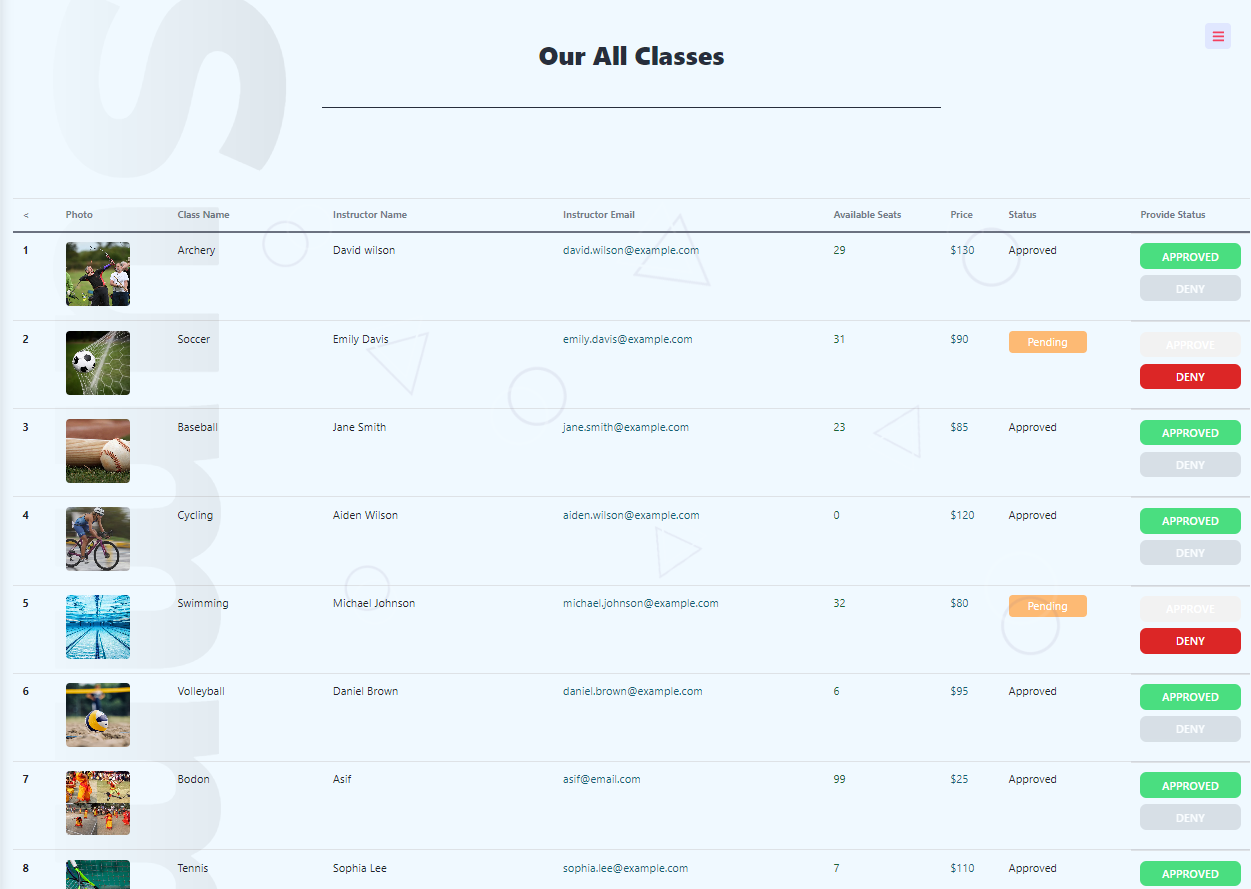 Our All Classes
< Photo Class Name Instructor Name Instructor Email Available Seats Price Status Provide Status
1 Archery David wilson david.wilson@example.com 29 $130 Approved APPROVED
DENY
2 Soccer Emily Davis emily.davis@example.com 31 $90 Pending APPROVE
DENY
3 Baseball Jane Smith jane.smith@example.com 23 $85 Approved APPROVED
DENY
4 Cycling Aiden Wilson aiden.wilson@example.com 0 $120 Approved APPROVED
DENY
5 Swimming Michael Johnson michael.johnson@example.com 32 $80 Pending APPROVE
DENY
6 Volleyball Daniel Brown daniel.brown@example.com 6 $95 Approved APPROVED
DENY
7 Bodon Asif asif@email.com 99 $25 Approved APPROVED
DENY
8 Tennis Sophia Lee sophia.lee@example.com 7 $110 Approved APPROVED